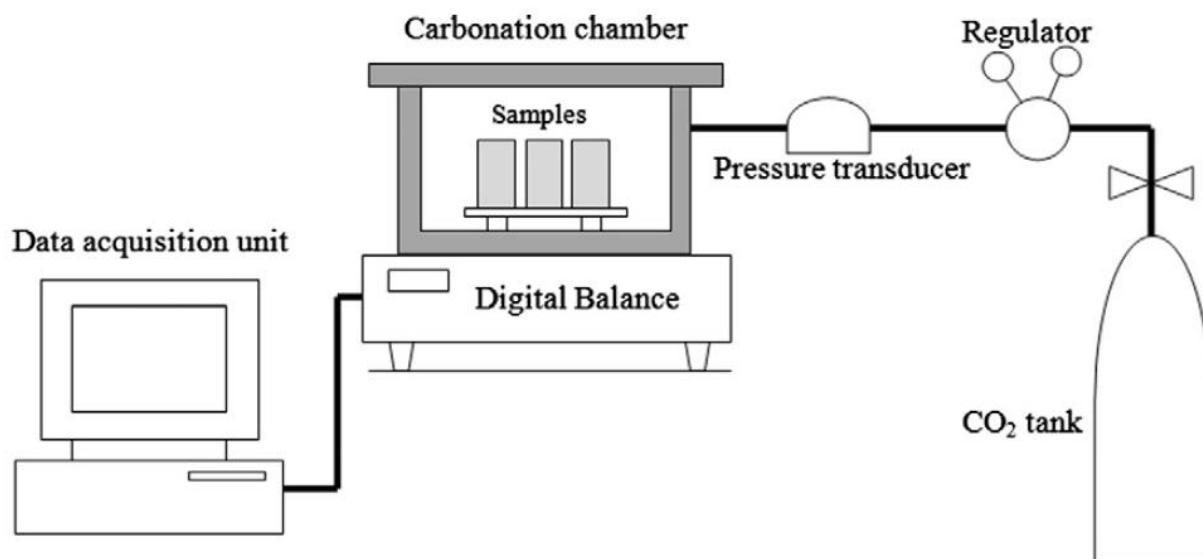 Carbonation chamber
Regulator
Samples
Pressure transducer
Data acquisition unit
Digital Balance
CO₂ tank